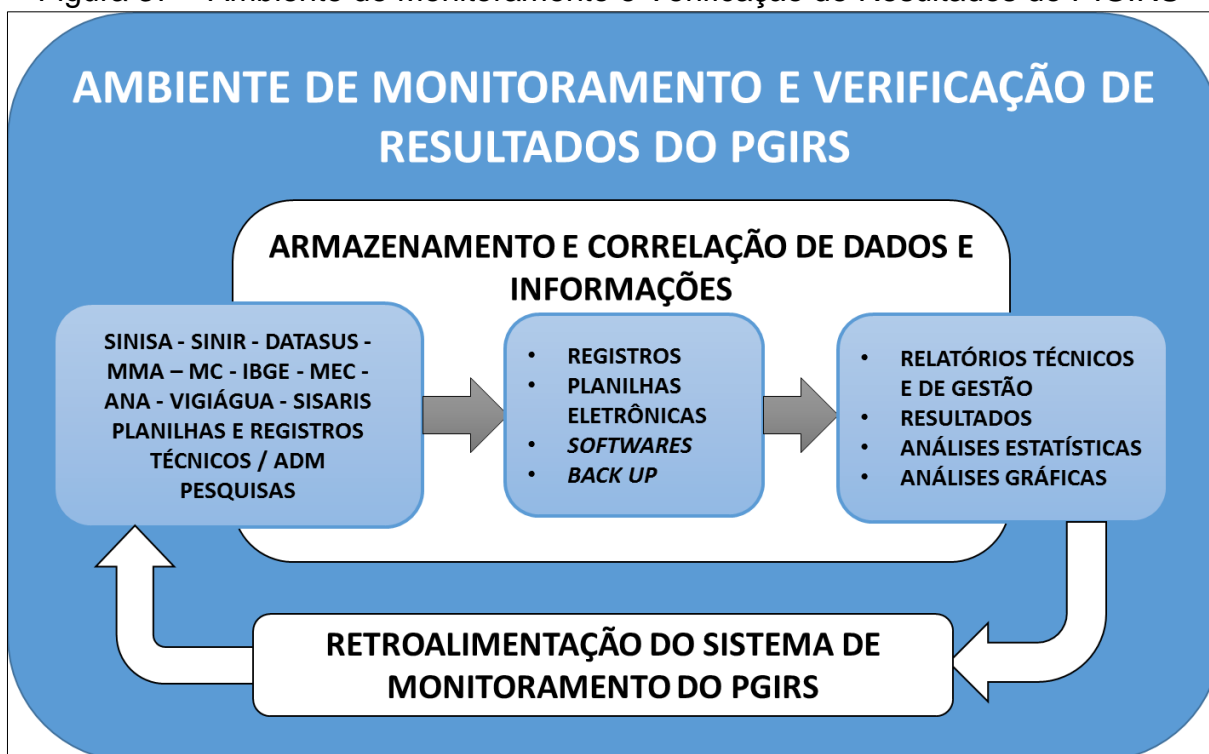 AMBIENTE DE MONITORAMENTO E VERIFICAÇÃO DE
RESULTADOS DO PGIRS
ARMAZENAMENTO E CORRELAÇÃO DE DADOS E
INFORMAÇÕES
SINISA - SINIR - DATASUS -
MMA – MC - IBGE - MEC -
ANA - VIGIÁGUA - SISARIS
PLANILHAS E REGISTROS
TÉCNICOS / ADM
PESQUISAS
• REGISTROS
• PLANILHAS
ELETRÔNICAS
• SOFTWARES
• BACK UP
• RELATÓRIOS TÉCNICOS
E DE GESTÃO
• RESULTADOS
• ANÁLISES ESTATÍSTICAS
• ANÁLISES GRÁFICAS
RETROALIMENTAÇÃO DO SISTEMA DE
MONITORAMENTO DO PGIRS